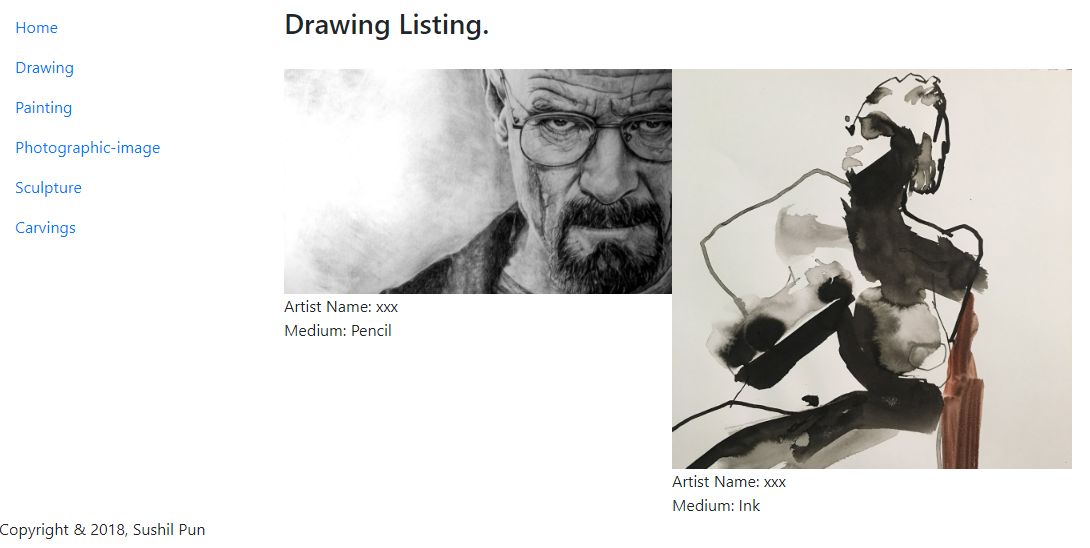 Home
Drawing
Painting
Photographic-image
Sculpture
Carvings
Drawing Listing.
Artist Name: xxx
Medium: Pencil
Artist Name: xxx
Medium: Ink
Copyright & 2018, Sushil Pun